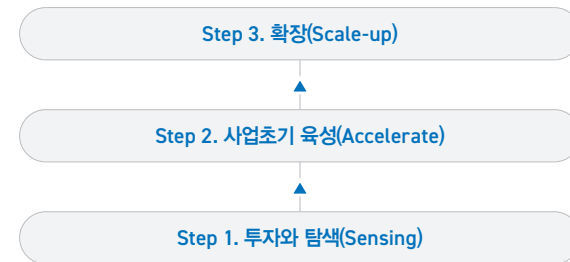 Step 3. 확장(Scale-up)
Step 2. 사업초기 육성(Accelerate)
Step 1. 투자와 탐색(Sensing)